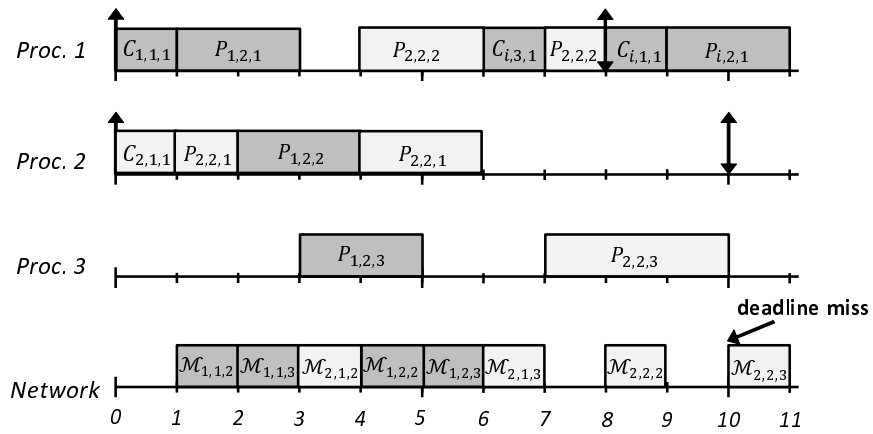 Proc. 1 C1,1,1 P1,2,1 P2,2,2 Ci,3,1 P2,2,2 Ci,1,1 Pi,2,1
Proc. 2 C2,1,1 P2,2,1 P1,2,2 P2,2,1
Proc. 3 P1,2,3 P2,2,3
deadline miss
Network ℳ1,1,2 ℳ1,1,3 ℳ2,1,2 ℳ1,2,2 ℳ1,2,3 ℳ2,1,3 ℳ2,2,2 ℳ2,2,3
0 1 2 3 4 5 6 7 8 9 10 11